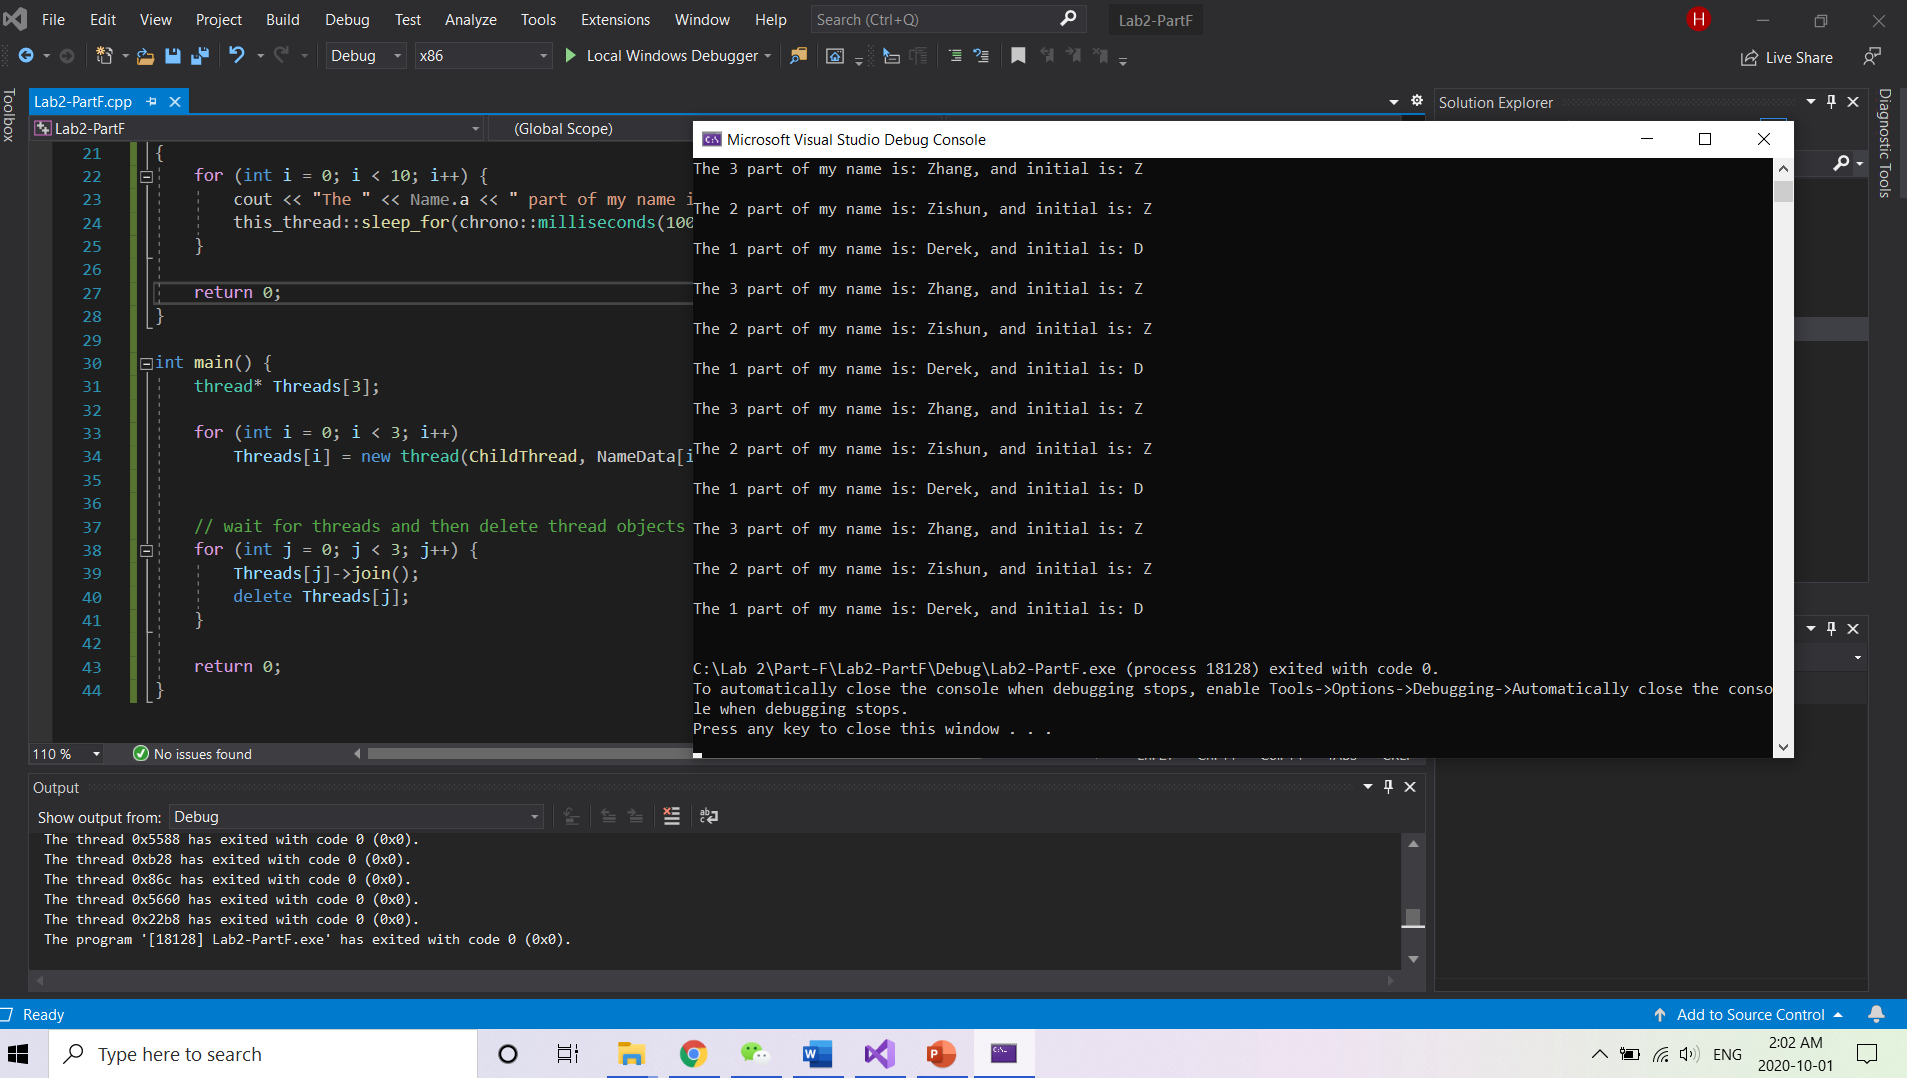 File Edit View Project Build Debug Test Analyze Tools Extensions Window Help Search (Ctrl+Q) Lab2-PartF H
Debug x86 Local Windows Debugger Live Share
Toolbox
Lab2-PartF.cpp
Lab2-PartF (Global Scope)
21 {
22 for (int i = 0; i < 10; i++) {
23 cout << "The " << Name.a << " part of my name i
24 this_thread::sleep_for(chrono::milliseconds(100
25 }
26
27 return 0;
28 }
29
30 int main() {
31 thread* Threads[3];
32
33 for (int i = 0; i < 3; i++)
34 Threads[i] = new thread(ChildThread, NameData[i
35
36
37 // wait for threads and then delete thread objects
38 for (int j = 0; j < 3; j++) {
39 Threads[j]->join();
40 delete Threads[j];
41 }
42
43 return 0;
44 }
110 % No issues found
Microsoft Visual Studio Debug Console
The 3 part of my name is: Zhang, and initial is: Z
The 2 part of my name is: Zishun, and initial is: Z
The 1 part of my name is: Derek, and initial is: D
The 3 part of my name is: Zhang, and initial is: Z
The 2 part of my name is: Zishun, and initial is: Z
The 1 part of my name is: Derek, and initial is: D
The 3 part of my name is: Zhang, and initial is: Z
The 2 part of my name is: Zishun, and initial is: Z
The 1 part of my name is: Derek, and initial is: D
The 3 part of my name is: Zhang, and initial is: Z
The 2 part of my name is: Zishun, and initial is: Z
The 1 part of my name is: Derek, and initial is: D
C:\Lab 2\Part-F\Lab2-PartF\Debug\Lab2-PartF.exe (process 18128) exited with code 0.
To automatically close the console when debugging stops, enable Tools->Options->Debugging->Automatically close the conso
le when debugging stops.
Press any key to close this window . . .
Solution Explorer
Diagnostic Tools
Output
Show output from: Debug
The thread 0x5588 has exited with code 0 (0x0).
The thread 0xb28 has exited with code 0 (0x0).
The thread 0x86c has exited with code 0 (0x0).
The thread 0x5660 has exited with code 0 (0x0).
The thread 0x22b8 has exited with code 0 (0x0).
The program '[18128] Lab2-PartF.exe' has exited with code 0 (0x0).
Ready Add to Source Control
Type here to search ENG 2:02 AM
2020-10-01